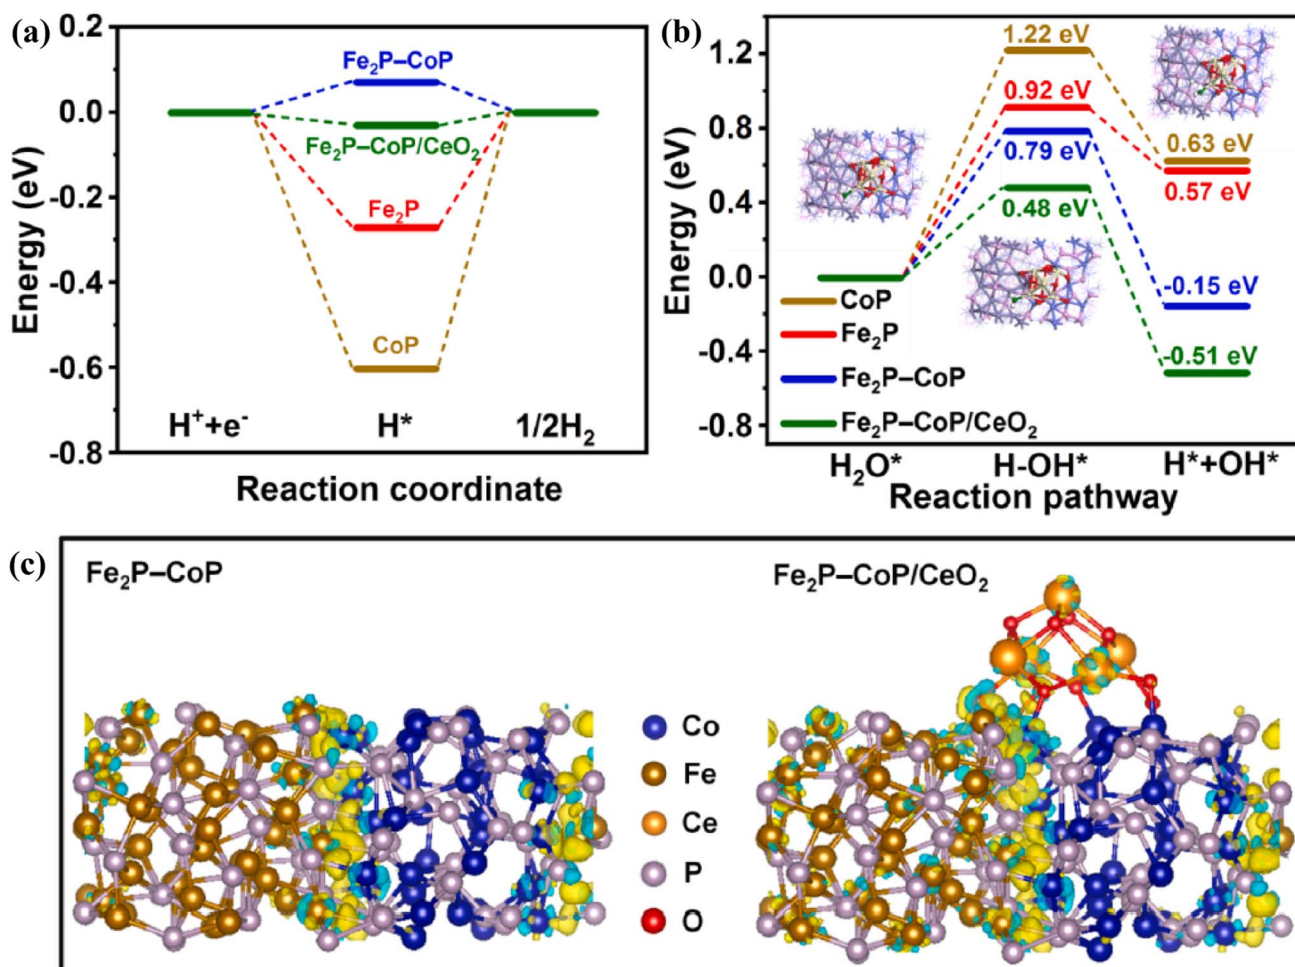 (a)
0.2
0.0
-0.2
-0.4
-0.6
-0.8
Energy (eV)
Fe₂P–CoP
Fe₂P–CoP/CeO₂
Fe₂P
CoP
H⁺+e⁻
H*
1/2H₂
Reaction coordinate
(b)
1.2
0.8
0.4
0.0
-0.4
-0.8
Energy (eV)
1.22 eV
0.92 eV
0.79 eV
0.48 eV
0.63 eV
0.57 eV
-0.15 eV
-0.51 eV
CoP
Fe₂P
Fe₂P–CoP
Fe₂P–CoP/CeO₂
H₂O*
H-OH*
H*+OH*
Reaction pathway
(c)
Fe₂P–CoP
Fe₂P–CoP/CeO₂
Co
Fe
Ce
P
O